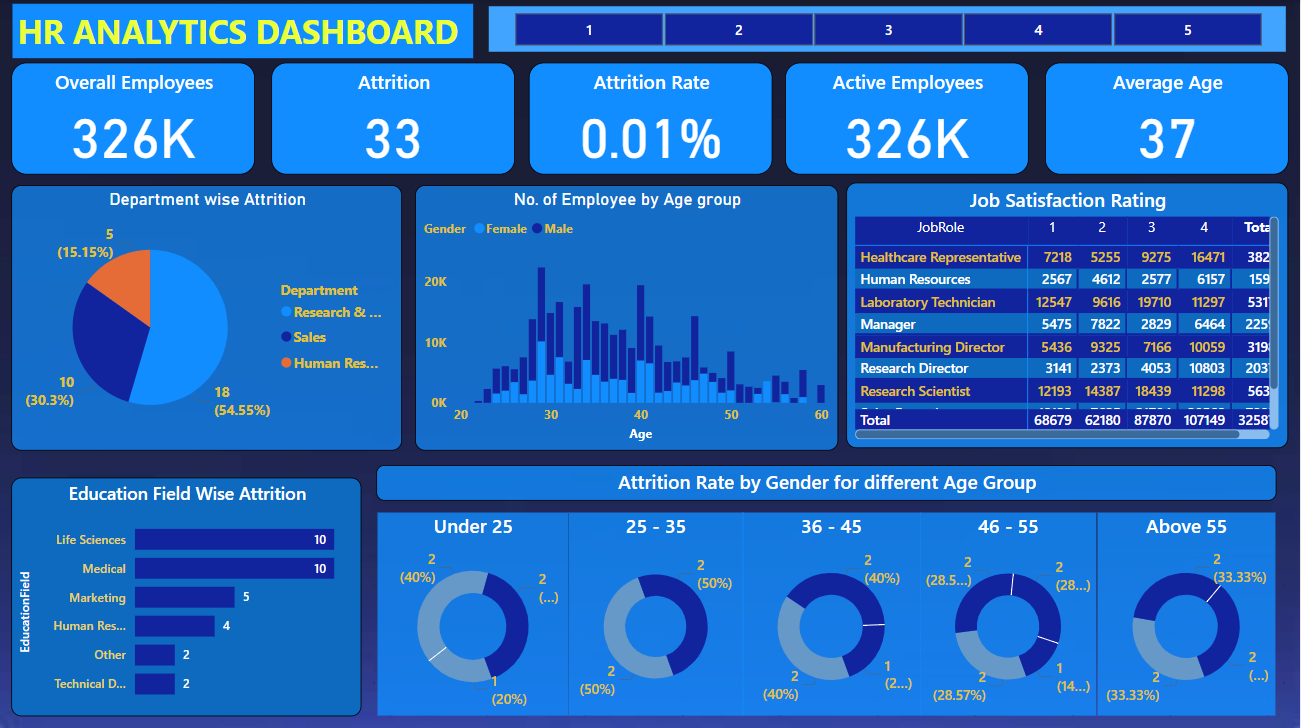 HR ANALYTICS DASHBOARD
1 2 3 4 5
Overall Employees
326K
Attrition
33
Attrition Rate
0.01%
Active Employees
326K
Average Age
37
Department wise Attrition
5
(15.15%)
10
(30.3%)
18
(54.55%)
Department
Research & ...
Sales
Human Res...
No. of Employee by Age group
Gender Female Male
20K
10K
0K
20 30 40 50 60
Age
Job Satisfaction Rating
JobRole 1 2 3 4 Tota
Healthcare Representative 7218 5255 9275 16471 382
Human Resources 2567 4612 2577 6157 159
Laboratory Technician 12547 9616 19710 11297 531
Manager 5475 7822 2829 6464 225
Manufacturing Director 5436 9325 7166 10059 319
Research Director 3141 2373 4053 10803 203
Research Scientist 12193 14387 18439 11298 563
Total 68679 62180 87870 107149 3258
Education Field Wise Attrition
EducationField
Life Sciences 10
Medical 10
Marketing 5
Human Res... 4
Other 2
Technical D... 2
Attrition Rate by Gender for different Age Group
Under 25
2
(40%)
2
(...)
1
(20%)
25 - 35
2
(50%)
2
(50%)
36 - 45
2
(40%)
2
(40%)
1
(2...)
46 - 55
2
(28.5...)
2
(28...)
2
(28.57%)
1
(14...)
Above 55
2
(33.33%)
2
(33.33%)
2
(...)